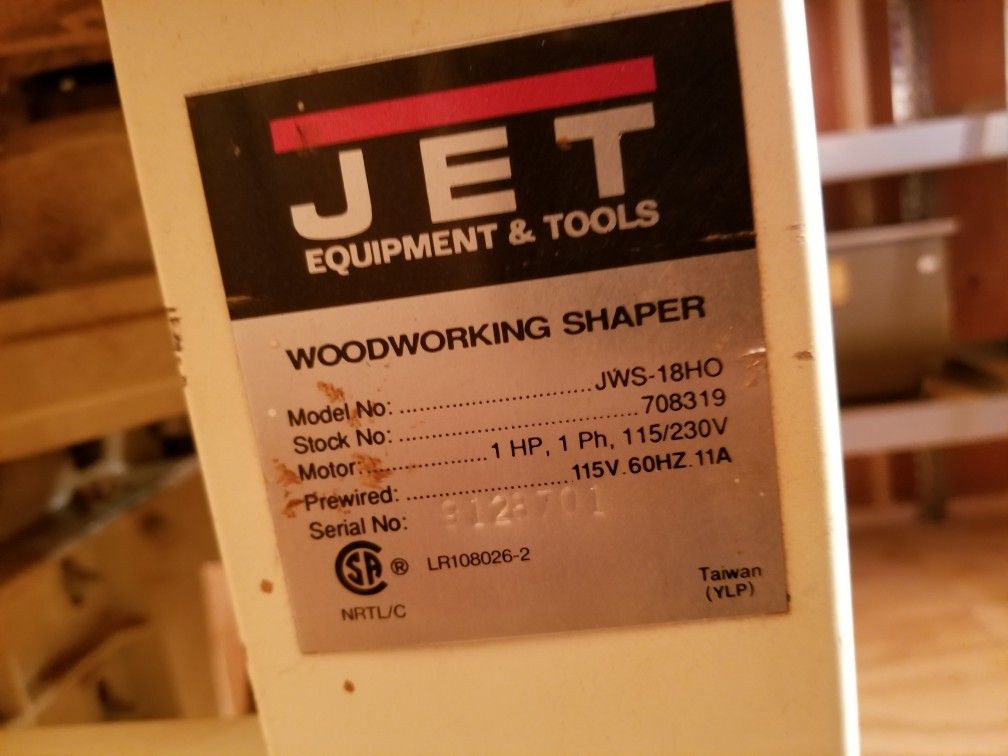 JET
EQUIPMENT & TOOLS
WOODWORKING SHAPER
Model No: ............................JWS-18HO
Stock No: ...................................708319
Motor:...................1 HP, 1 Ph, 115/230V
Prewired: .........................115V.60HZ.11A
Serial No:
SA ® LR108026-2
NRTL/C
Taiwan
(YLP)